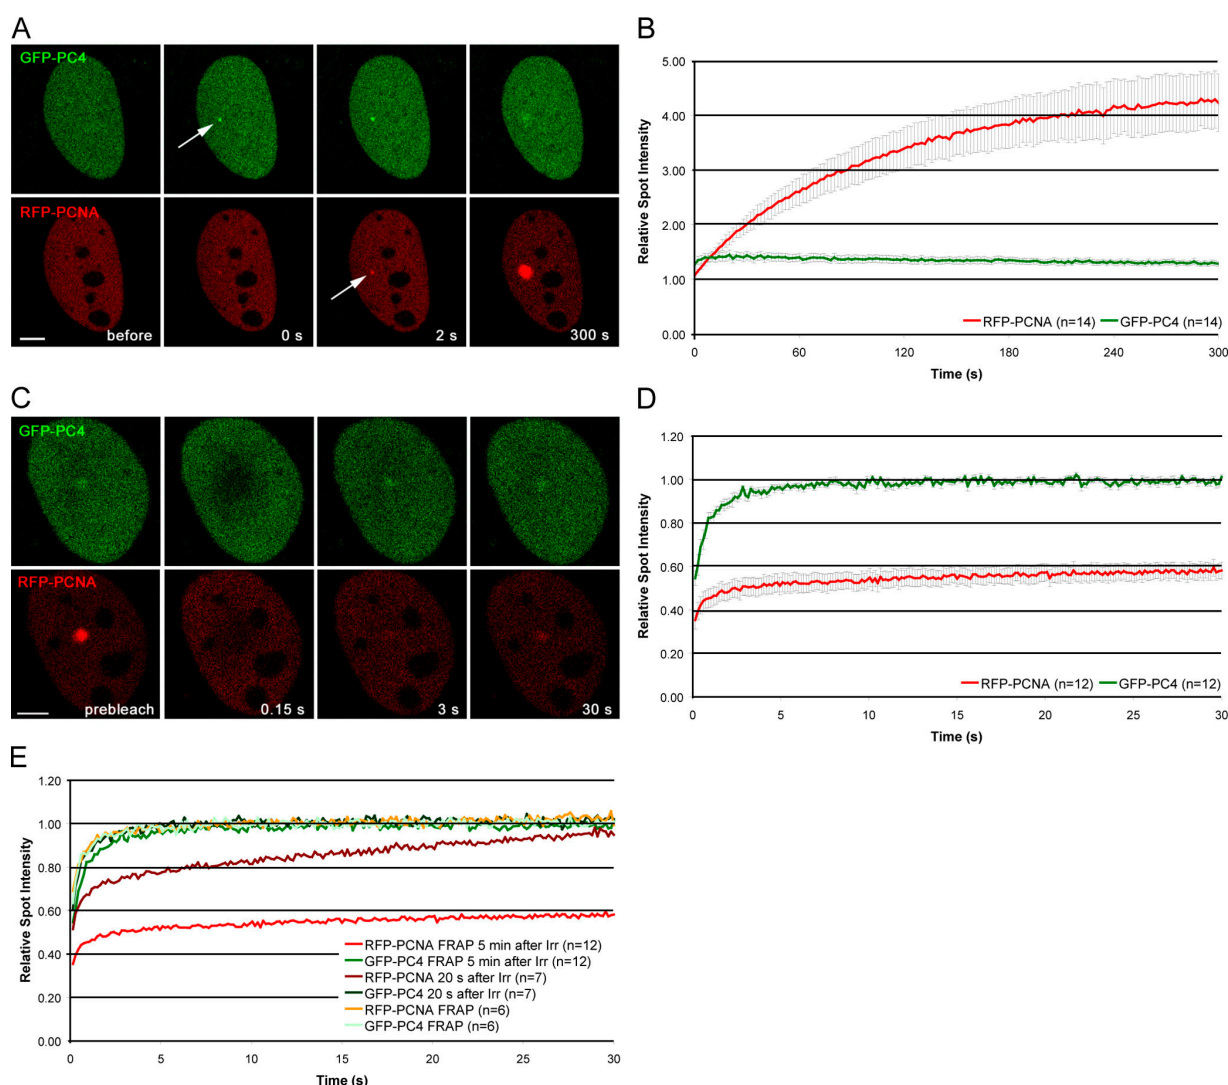 A
GFP-PC4
RFP-PCNA
before
0 s
2 s
300 s
B
Relative Spot Intensity
5.00
4.00
3.00
2.00
1.00
0.00
RFP-PCNA (n=14) GFP-PC4 (n=14)
0 60 120 180 240 300
Time (s)
C
GFP-PC4
RFP-PCNA
prebleach
0.15 s
3 s
30 s
D
Relative Spot Intensity
1.20
1.00
0.80
0.60
0.40
0.20
0.00
RFP-PCNA (n=12) GFP-PC4 (n=12)
0 5 10 15 20 25 30
Time (s)
E
Relative Spot Intensity
1.20
1.00
0.80
0.60
0.40
0.20
0.00
RFP-PCNA FRAP 5 min after Irr (n=12)
GFP-PC4 FRAP 5 min after Irr (n=12)
RFP-PCNA 20 s after Irr (n=7)
GFP-PC4 20 s after Irr (n=7)
RFP-PCNA FRAP (n=6)
GFP-PC4 FRAP (n=6)
0 5 10 15 20 25 30
Time (s)